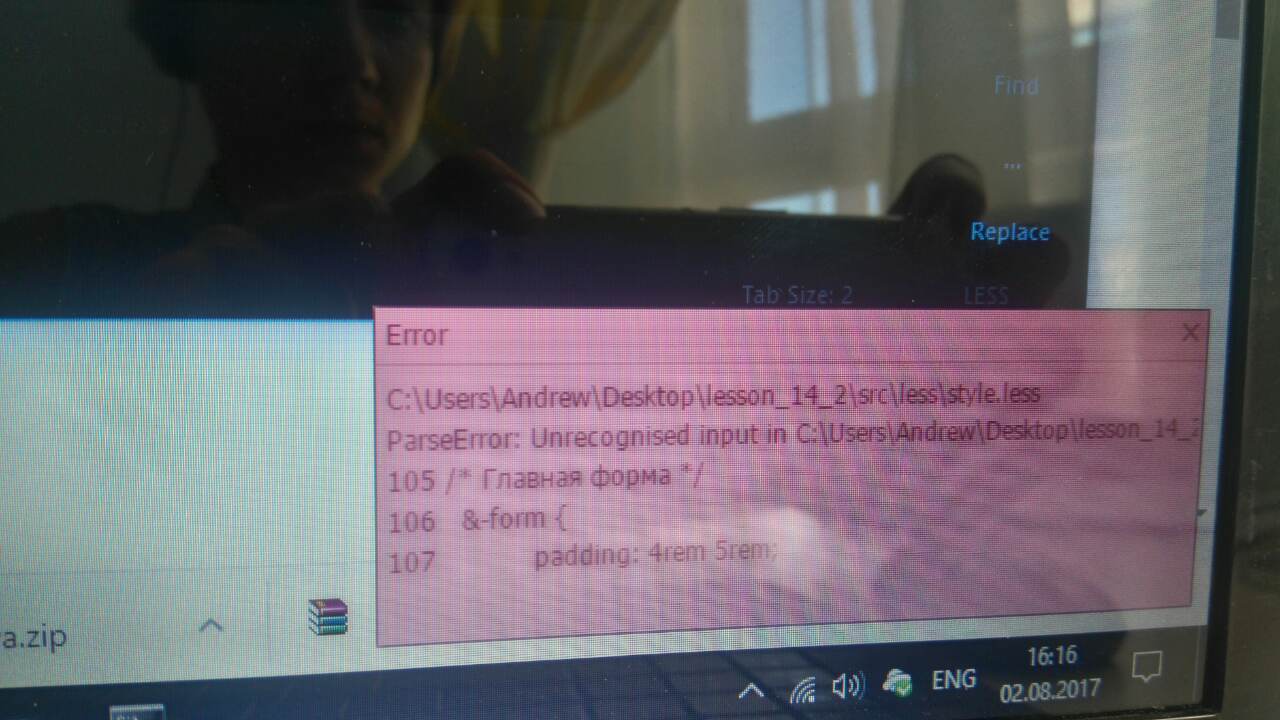 Find
...
Replace
Tab Size: 2 LESS
Error
C:\Users\Andrew\Desktop\lesson_14_2\src\less\style.less
ParseError: Unrecognised input in C:\Users\Andrew\Desktop\lesson_14_2
105 /* Главная форма */
106 &-form {
107 padding: 4rem 5rem;
a.zip
ENG
16:16
02.08.2017